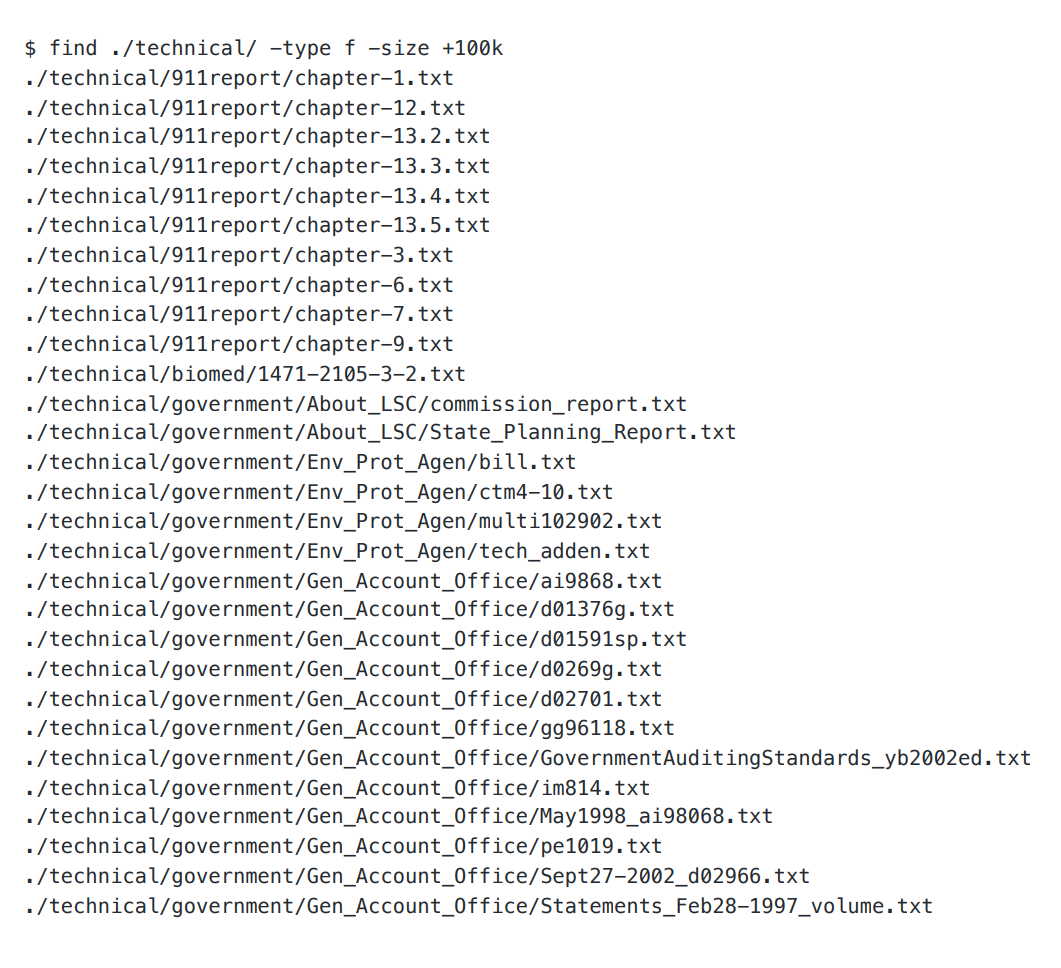 $ find ./technical/ -type f -size +100k
./technical/911report/chapter-1.txt
./technical/911report/chapter-12.txt
./technical/911report/chapter-13.2.txt
./technical/911report/chapter-13.3.txt
./technical/911report/chapter-13.4.txt
./technical/911report/chapter-13.5.txt
./technical/911report/chapter-3.txt
./technical/911report/chapter-6.txt
./technical/911report/chapter-7.txt
./technical/911report/chapter-9.txt
./technical/biomed/1471-2105-3-2.txt
./technical/government/About_LSC/commission_report.txt
./technical/government/About_LSC/State_Planning_Report.txt
./technical/government/Env_Prot_Agen/bill.txt
./technical/government/Env_Prot_Agen/ctm4-10.txt
./technical/government/Env_Prot_Agen/multi102902.txt
./technical/government/Env_Prot_Agen/tech_adden.txt
./technical/government/Gen_Account_Office/ai9868.txt
./technical/government/Gen_Account_Office/d01376g.txt
./technical/government/Gen_Account_Office/d01591sp.txt
./technical/government/Gen_Account_Office/d0269g.txt
./technical/government/Gen_Account_Office/d02701.txt
./technical/government/Gen_Account_Office/gg96118.txt
./technical/government/Gen_Account_Office/GovernmentAuditingStandards_yb2002ed.txt
./technical/government/Gen_Account_Office/im814.txt
./technical/government/Gen_Account_Office/May1998_ai98068.txt
./technical/government/Gen_Account_Office/pe1019.txt
./technical/government/Gen_Account_Office/Sept27-2002_d02966.txt
./technical/government/Gen_Account_Office/Statements_Feb28-1997_volume.txt